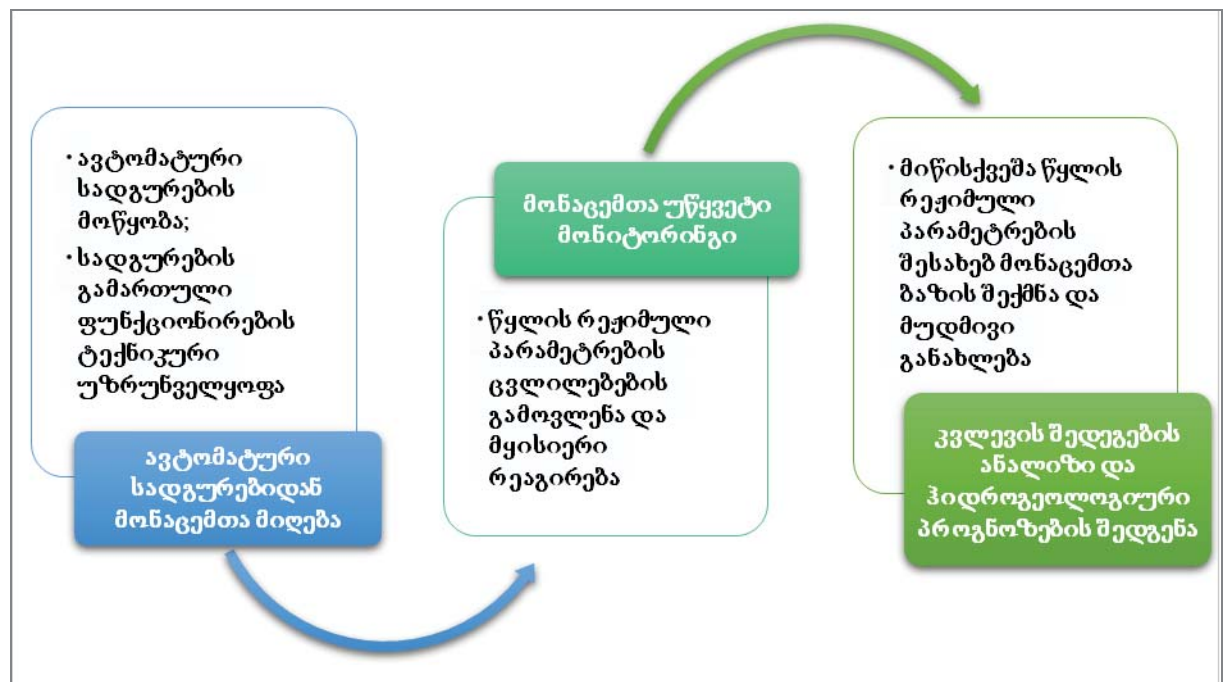 • ავტომატური
სადგურების
მოწყობა;
• სადგურების
გამართული
ფუნქციონირების
ტექნიკური
უზრუნველყოფა
ავტომატური
სადგურებიდან
მონაცემთა მიღება
მონაცემთა უწყვეტი
მონიტორინგი
• წყლის რეჟიმული
პარამეტრების
ცვლილებების
გამოვლენა და
მყისიერი
რეაგირება
• მიწისქვეშა წყლის
რეჟიმული
პარამეტრების
შესახებ მონაცემთა
ბაზის შექმნა და
მუდმივი
განახლება
კვლევის შედეგების
ანალიზი და
ჰიდროგეოლოგიური
პროგნოზების შედგენა